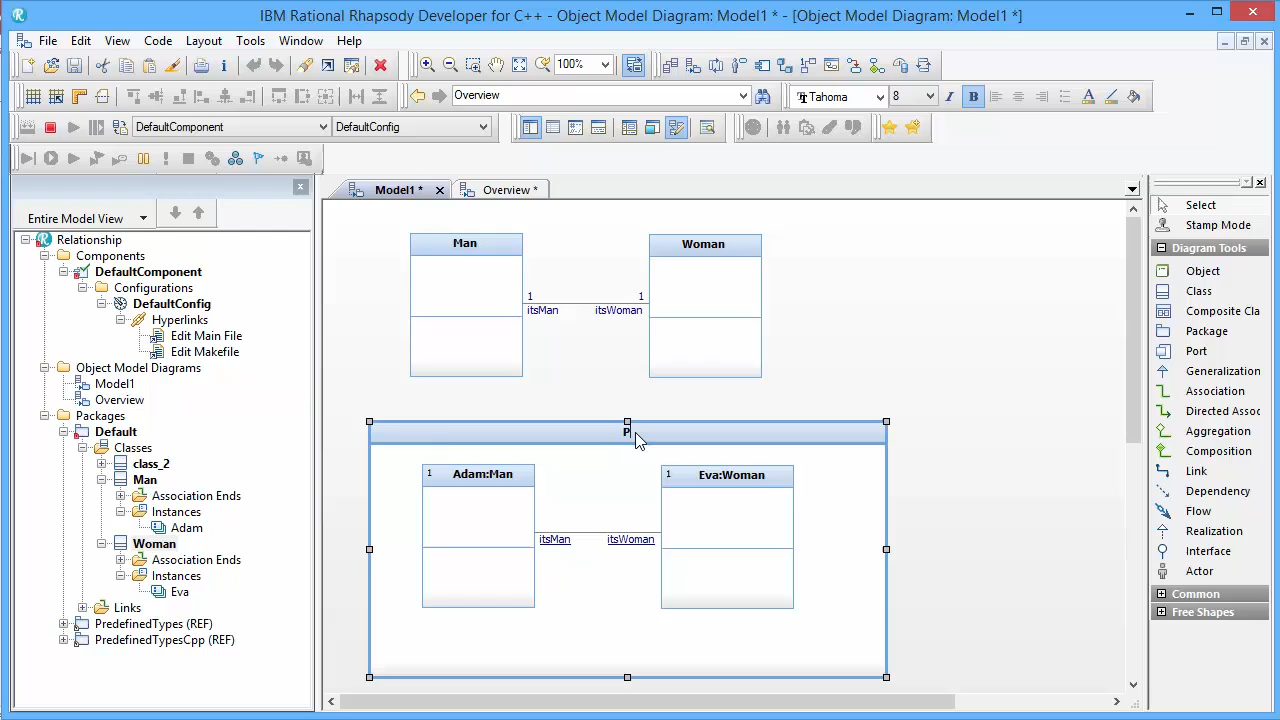 IBM Rational Rhapsody Developer for C++ - Object Model Diagram: Model1 * - [Object Model Diagram: Model1 *]
File Edit View Code Layout Tools Window Help
100%
Overview
Tahoma 8 I B A
DefaultComponent DefaultConfig
Model1 * Overview *
Entire Model View
Relationship
Components
DefaultComponent
Configurations
DefaultConfig
Hyperlinks
Edit Main File
Edit Makefile
Object Model Diagrams
Model1
Overview
Packages
Default
Classes
class_2
Man
Association Ends
Instances
Adam
Woman
Association Ends
Instances
Eva
Links
PredefinedTypes (REF)
PredefinedTypesCpp (REF)
Man Woman
1 1
itsMan itsWoman
P
1 Adam:Man 1 Eva:Woman
itsMan itsWoman
Select
Stamp Mode
Diagram Tools
Object
Class
Composite Cla
Package
Port
Generalization
Association
Directed Assoc
Aggregation
Composition
Link
Dependency
Flow
Realization
Interface
Actor
Common
Free Shapes